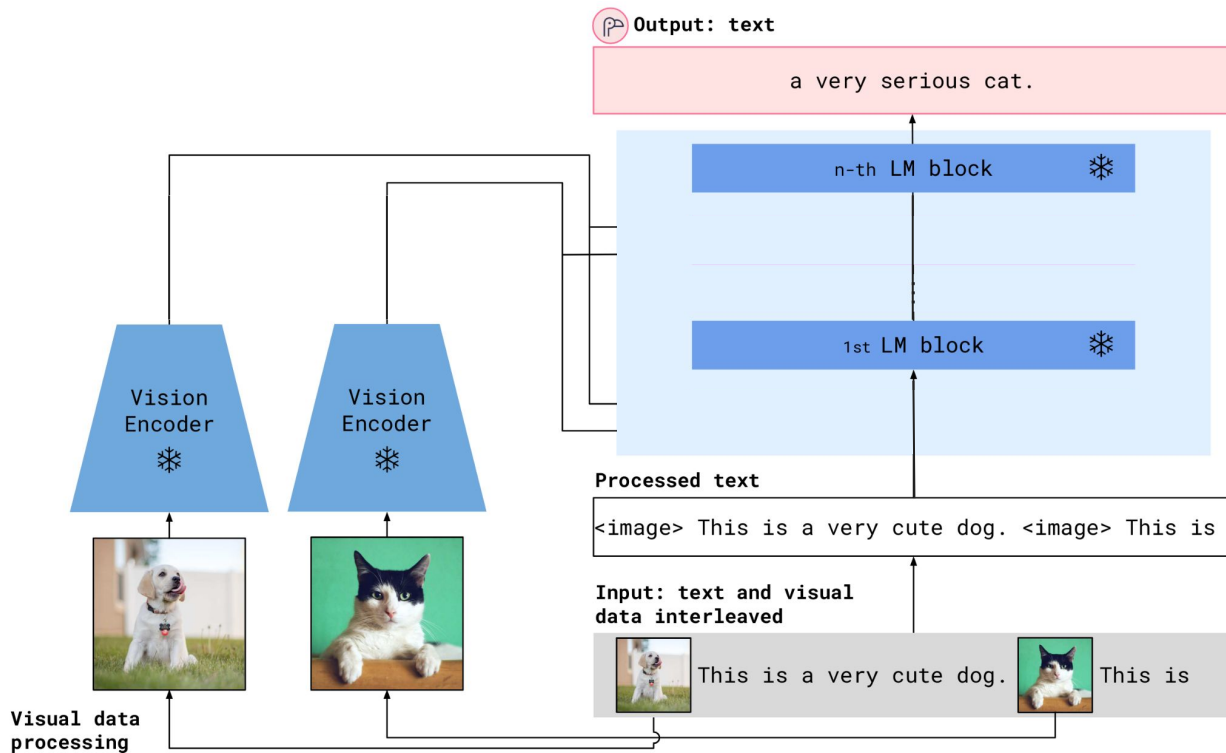 Output: text
a very serious cat.
n-th LM block
1st LM block
Vision
Encoder
Vision
Encoder
Processed text
<image> This is a very cute dog. <image> This is
Input: text and visual
data interleaved
This is a very cute dog. This is
Visual data
processing